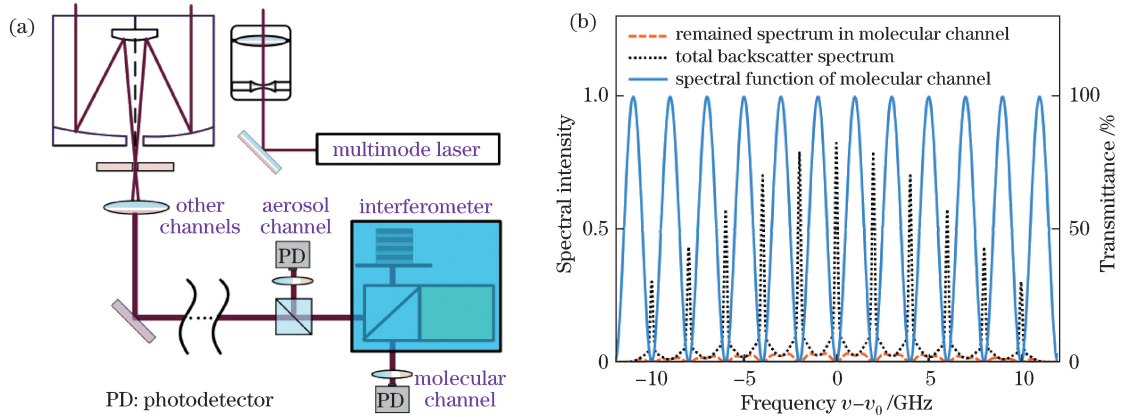 (a)
multimode laser
other
channels
aerosol
channel
interferometer
PD
molecular
channel
PD
PD: photodetector
(b)
remained spectrum in molecular channel
total backscatter spectrum
spectral function of molecular channel
Spectral intensity
1.0
0.5
0
Transmittance /%
100
50
0
−10
−5
0
5
10
Frequency ν−ν₀ /GHz